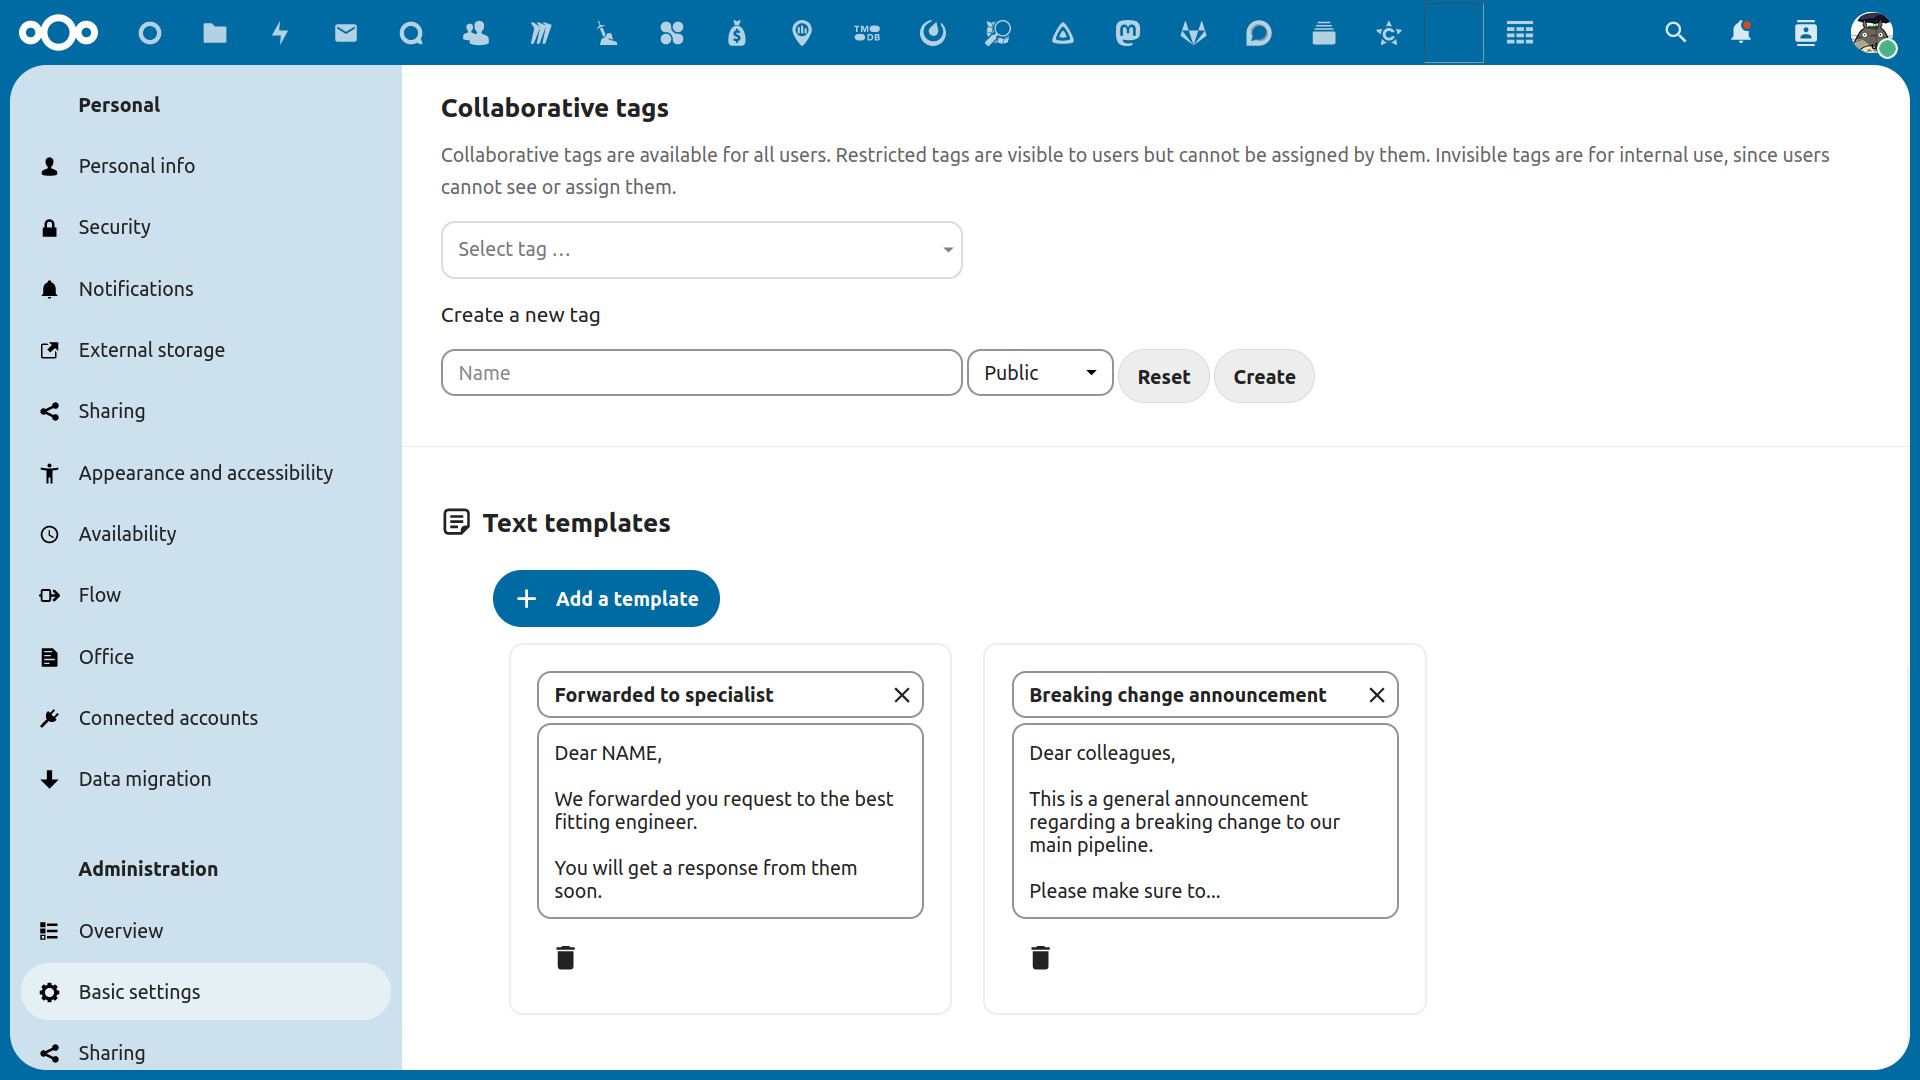 TM
DB
Personal
Personal info
Security
Notifications
External storage
Sharing
Appearance and accessibility
Availability
Flow
Office
Connected accounts
Data migration
Administration
Overview
Basic settings
Sharing
Collaborative tags
Collaborative tags are available for all users. Restricted tags are visible to users but cannot be assigned by them. Invisible tags are for internal use, since users
cannot see or assign them.
Select tag …
Create a new tag
Name
Public
Reset
Create
Text templates
Add a template
Forwarded to specialist
Dear NAME,
We forwarded you request to the best
fitting engineer.
You will get a response from them
soon.
Breaking change announcement
Dear colleagues,
This is a general announcement
regarding a breaking change to our
main pipeline.
Please make sure to...